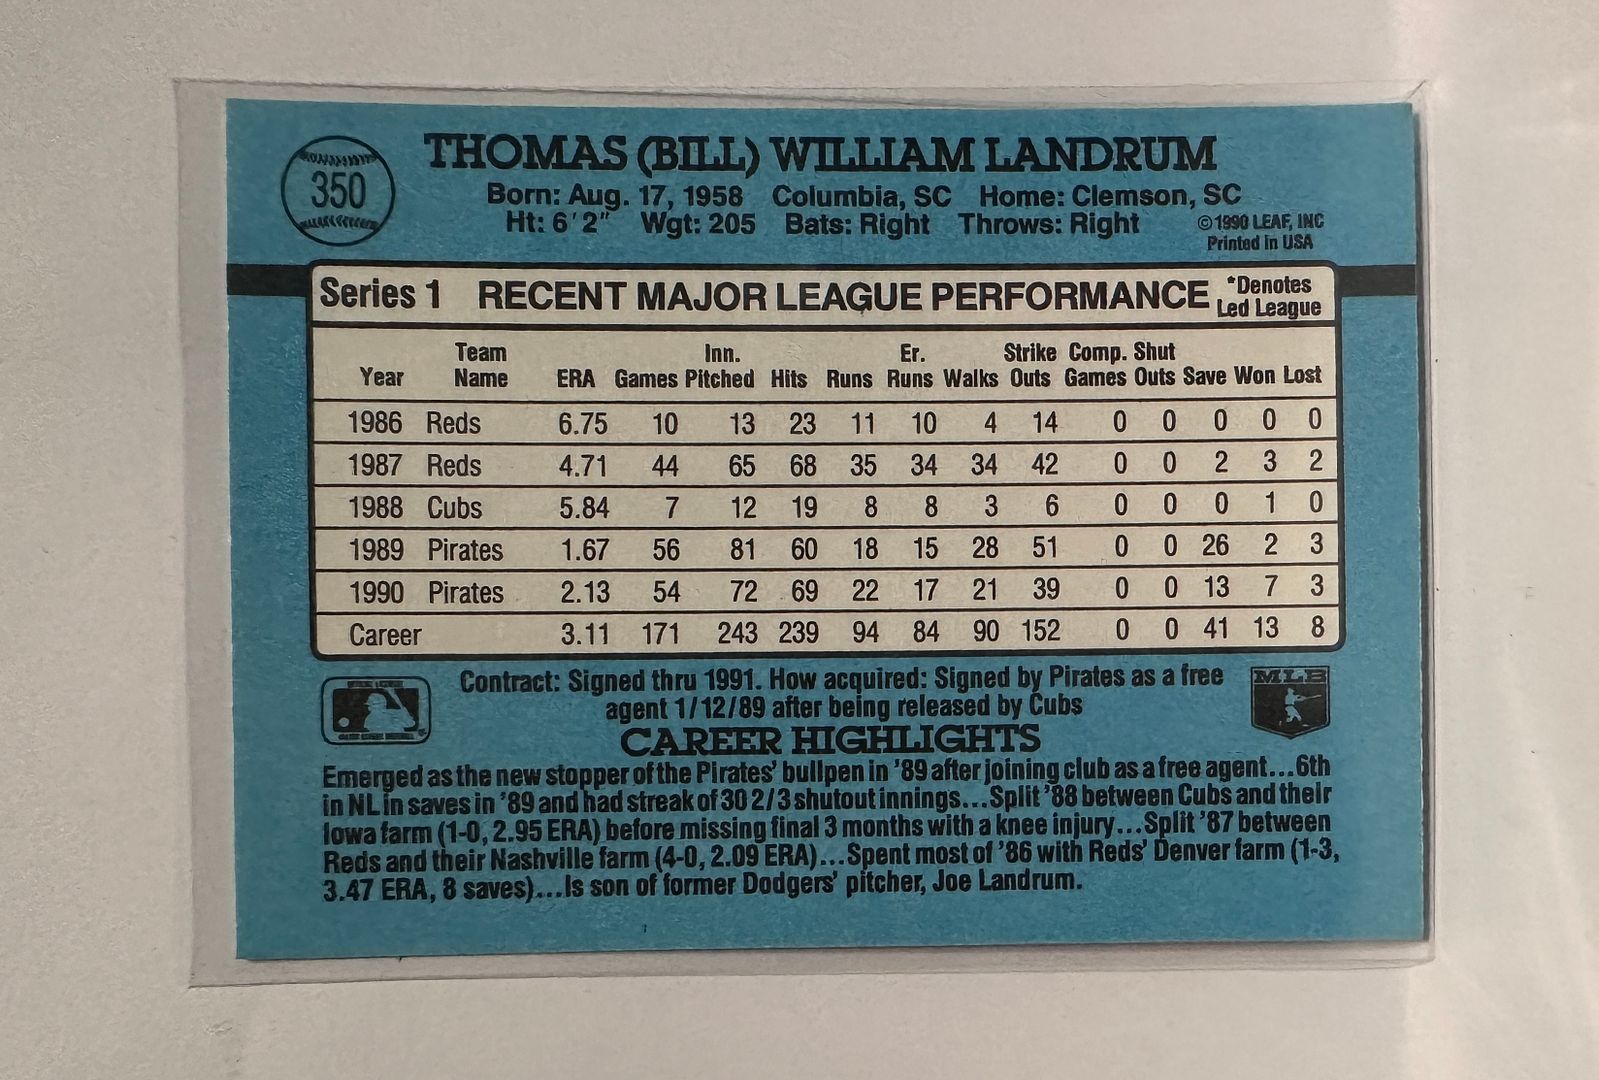 350
THOMAS (BILL) WILLIAM LANDRUM
Born: Aug. 17, 1958 Columbia, SC Home: Clemson, SC
Ht: 6'2" Wgt: 205 Bats: Right Throws: Right
©1990 LEAF, INC
Printed in USA
Series 1 RECENT MAJOR LEAGUE PERFORMANCE *Denotes
Led League
Team Inn. Er. Strike Comp. Shut
Year Name ERA Games Pitched Hits Runs Runs Walks Outs Games Outs Save Won Lost
1986 Reds 6.75 10 13 23 11 10 4 14 0 0 0 0 0
1987 Reds 4.71 44 65 68 35 34 34 42 0 0 2 3 2
1988 Cubs 5.84 7 12 19 8 8 3 6 0 0 0 1 0
1989 Pirates 1.67 56 81 60 18 15 28 51 0 0 26 2 3
1990 Pirates 2.13 54 72 69 22 17 21 39 0 0 13 7 3
Career 3.11 171 243 239 94 84 90 152 0 0 41 13 8
Contract: Signed thru 1991. How acquired: Signed by Pirates as a free
agent 1/12/89 after being released by Cubs
MLB
CAREER HIGHLIGHTS
Emerged as the new stopper of the Pirates' bullpen in '89 after joining club as a free agent...6th
in NL in saves in '89 and had streak of 30 2/3 shutout innings...Split '88 between Cubs and their
Iowa farm (1-0, 2.95 ERA) before missing final 3 months with a knee injury...Split '87 between
Reds and their Nashville farm (4-0, 2.09 ERA)...Spent most of '86 with Reds' Denver farm (1-3,
3.47 ERA, 8 saves)...Is son of former Dodgers' pitcher, Joe Landrum.